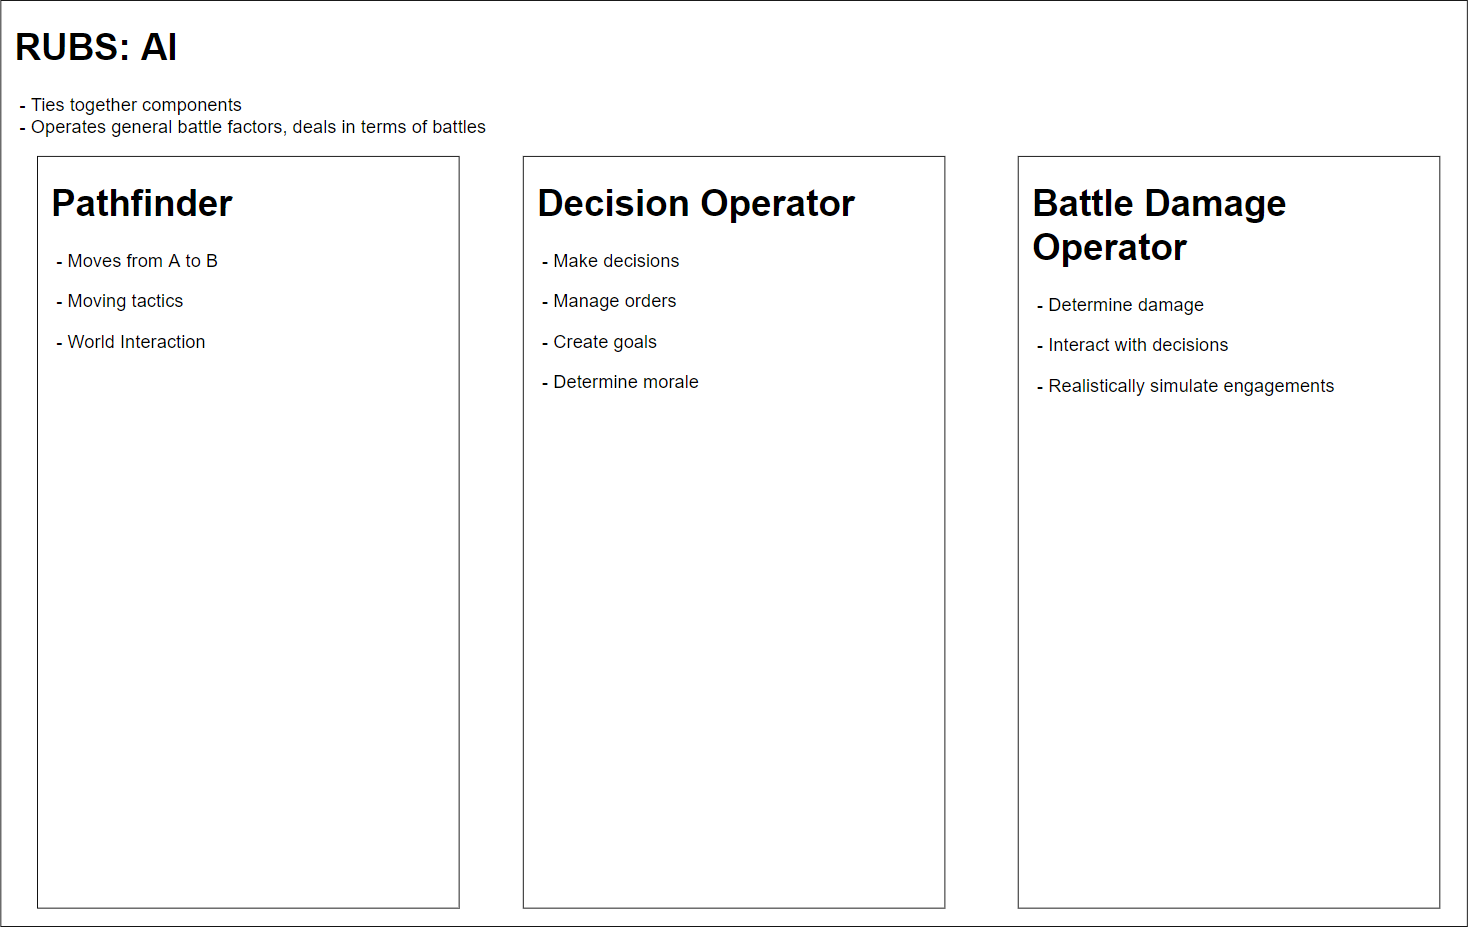 RUBS: AI
- Ties together components
- Operates general battle factors, deals in terms of battles
Pathfinder
- Moves from A to B
- Moving tactics
- World Interaction
Decision Operator
- Make decisions
- Manage orders
- Create goals
- Determine morale
Battle Damage
Operator
- Determine damage
- Interact with decisions
- Realistically simulate engagements